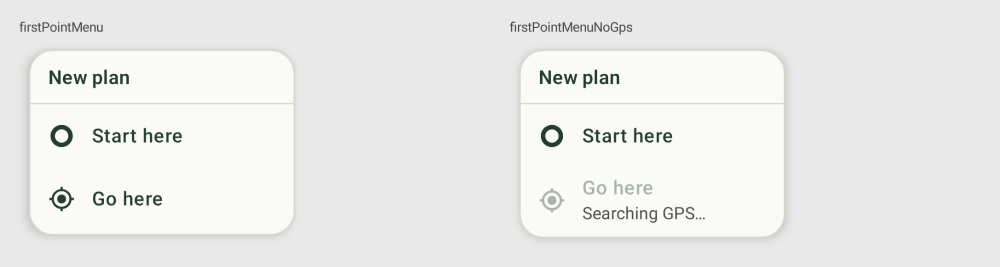 firstPointMenu
New plan
Start here
Go here
firstPointMenuNoGps
New plan
Start here
Go here
Searching GPS...